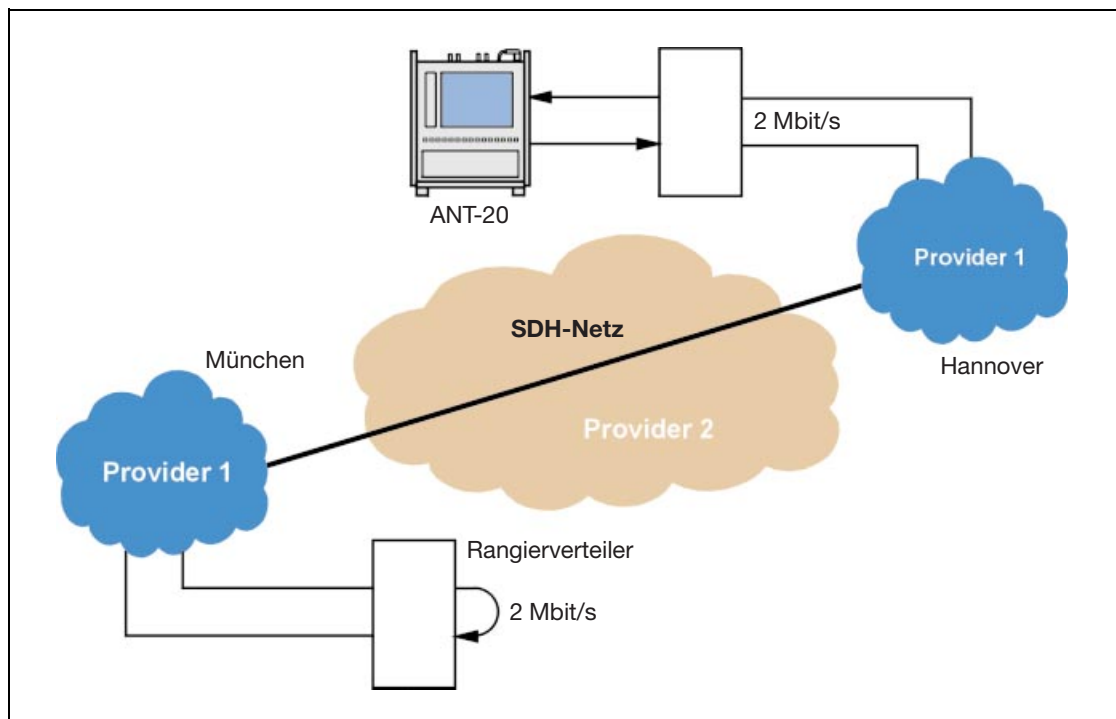 2 Mbit/s
ANT-20
Provider 1
SDH-Netz
München
Hannover
Provider 2
Provider 1
Rangierverteiler
2 Mbit/s